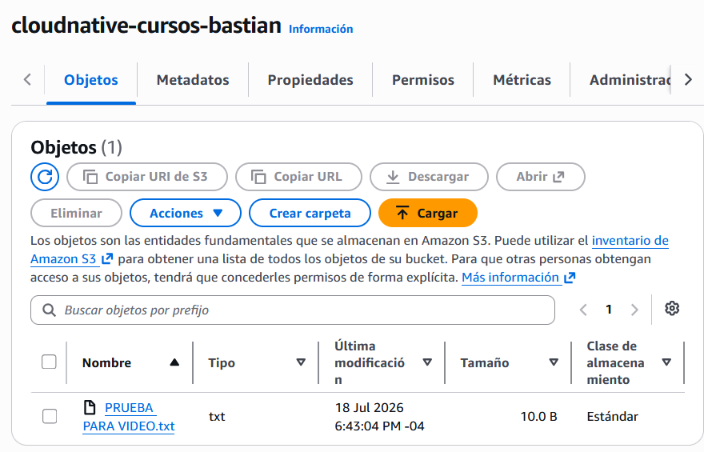 cloudnative-cursos-bastian Información
Objetos Metadatos Propiedades Permisos Métricas Administrac
Objetos (1)
Copiar URI de S3 Copiar URL Descargar Abrir
Eliminar Acciones Crear carpeta Cargar
Los objetos son las entidades fundamentales que se almacenan en Amazon S3. Puede utilizar el inventario de
Amazon S3 para obtener una lista de todos los objetos de su bucket. Para que otras personas obtengan
acceso a sus objetos, tendrá que concederles permisos de forma explícita. Más información
Buscar objetos por prefijo 1
Nombre Tipo Última
modificació
n Tamaño Clase de
almacena
miento
PRUEBA
PARA VIDEO.txt txt 18 Jul 2026
6:43:04 PM -04 10.0 B Estándar